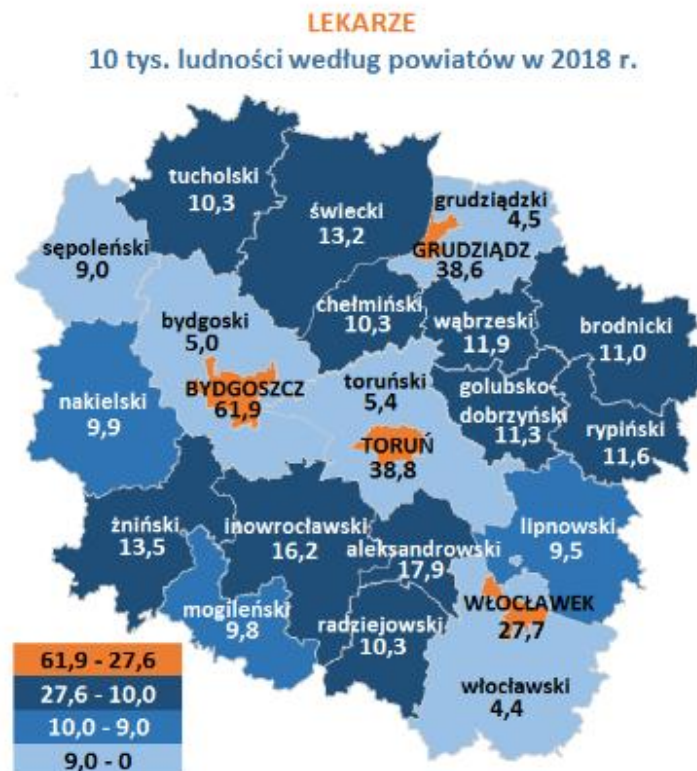 LEKARZE
10 tys. ludności według powiatów w 2018 r.
tucholski
10,3
świecki
13,2
grudziądzki
4,5
GRUDZIĄDZ
38,6
sępoleński
9,0
chełmiński
10,3
wąbrzeski
11,9
brodnicki
11,0
bydgoski
5,0
BYDGOSZCZ
61,9
toruński
5,4
TORUŃ
38,8
golubsko-
dobrzyński
11,3
rypiński
11,6
nakielski
9,9
żniński
13,5
inowrocławski
16,2
aleksandrowski
17,9
lipnowski
9,5
mogileński
9,8
radziejowski
10,3
WŁOCŁAWEK
27,7
włocławski
4,4
61,9 - 27,6
27,6 - 10,0
10,0 - 9,0
9,0 - 0